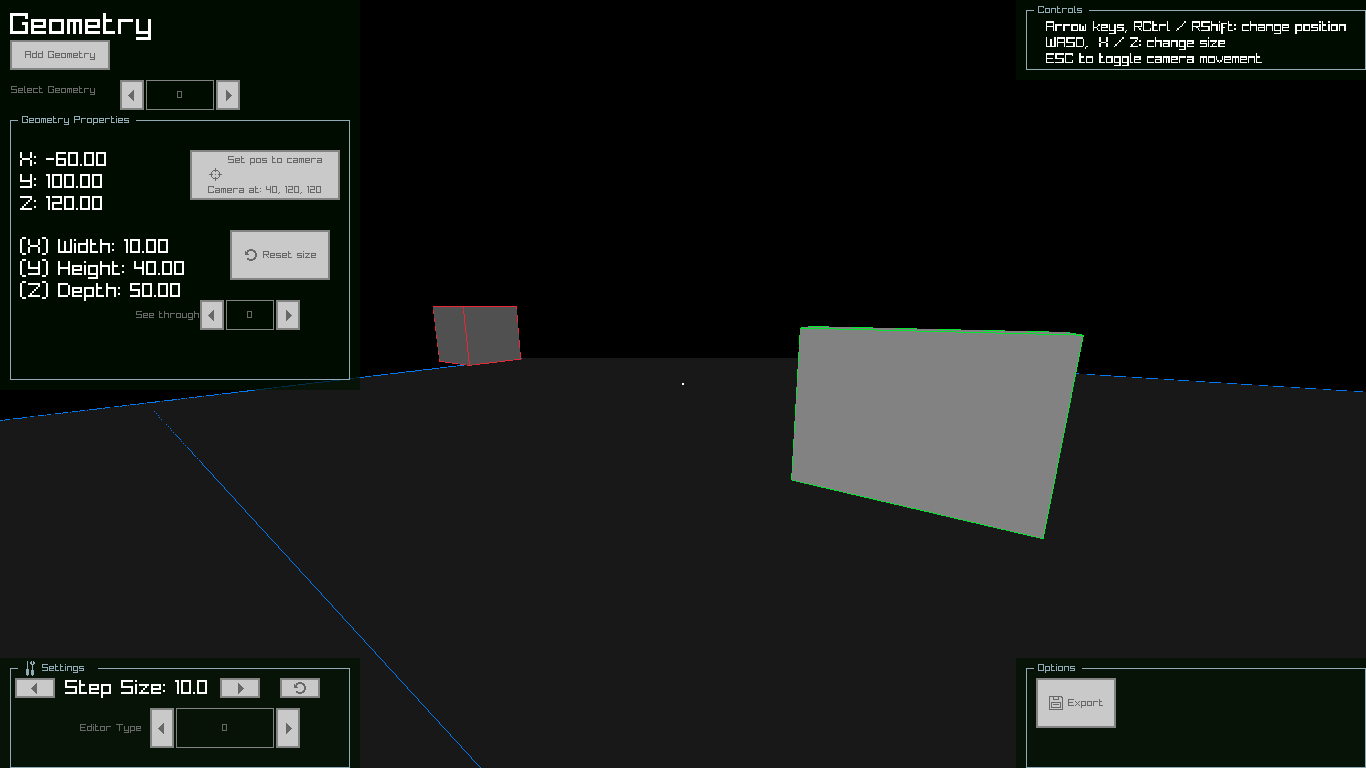 Geometry
Add Geometry
Select Geometry
0
Geometry Properties
X: -60.00
Y: 100.00
Z: 120.00
Set pos to camera
Camera at: 40, 120, 120
(X) Width: 10.00
(Y) Height: 40.00
(Z) Depth: 50.00
Reset size
See through
0
Controls
Arrow keys, RCtrl / RShift: change position
WASD, X / Z: change size
ESC to toggle camera movement
Settings
Step Size: 10.0
Editor Type
0
Options
Export